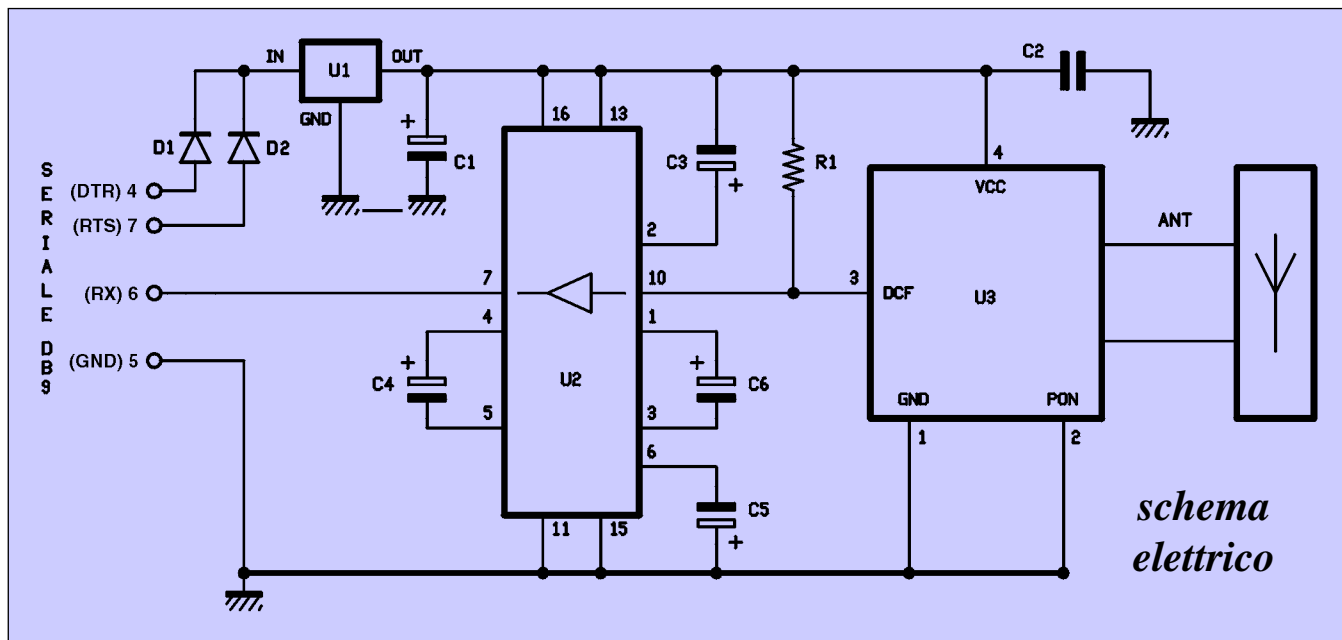 SERIALE DB9
(DTR) 4
(RTS) 7
(RX) 6
(GND) 5
D1
D2
IN
U1
OUT
GND
+
C1
16
13
C3
+
R1
C2
4
VCC
2
7
10
3
DCF
U3
ANT
4
1
+
C4
U2
+
C6
5
3
6
GND
PON
1
2
C5
+
11
15
schema
elettrico